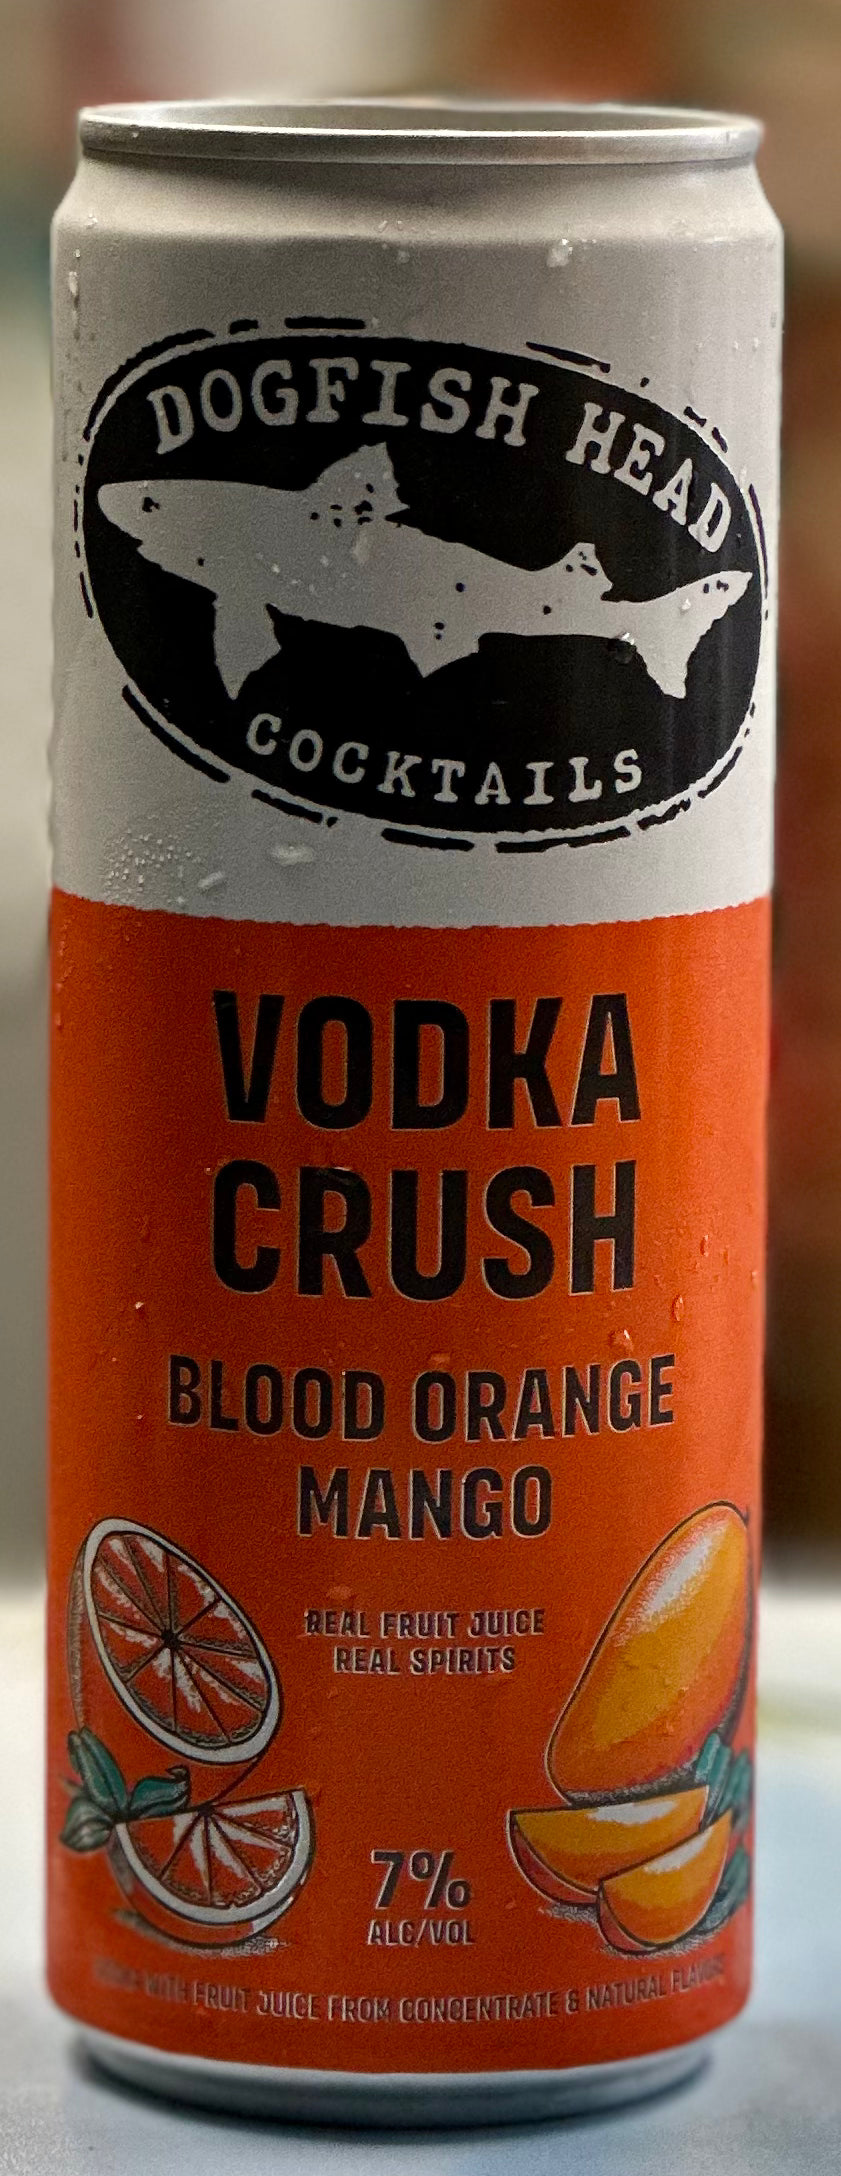 DOGFISH HEAD
COCKTAILS
VODKA
CRUSH
BLOOD ORANGE
MANGO
REAL FRUIT JUICE
REAL SPIRITS
7%
ALC/VOL
WITH FRUIT JUICE FROM CONCENTRATE & NATURAL FLAVORS